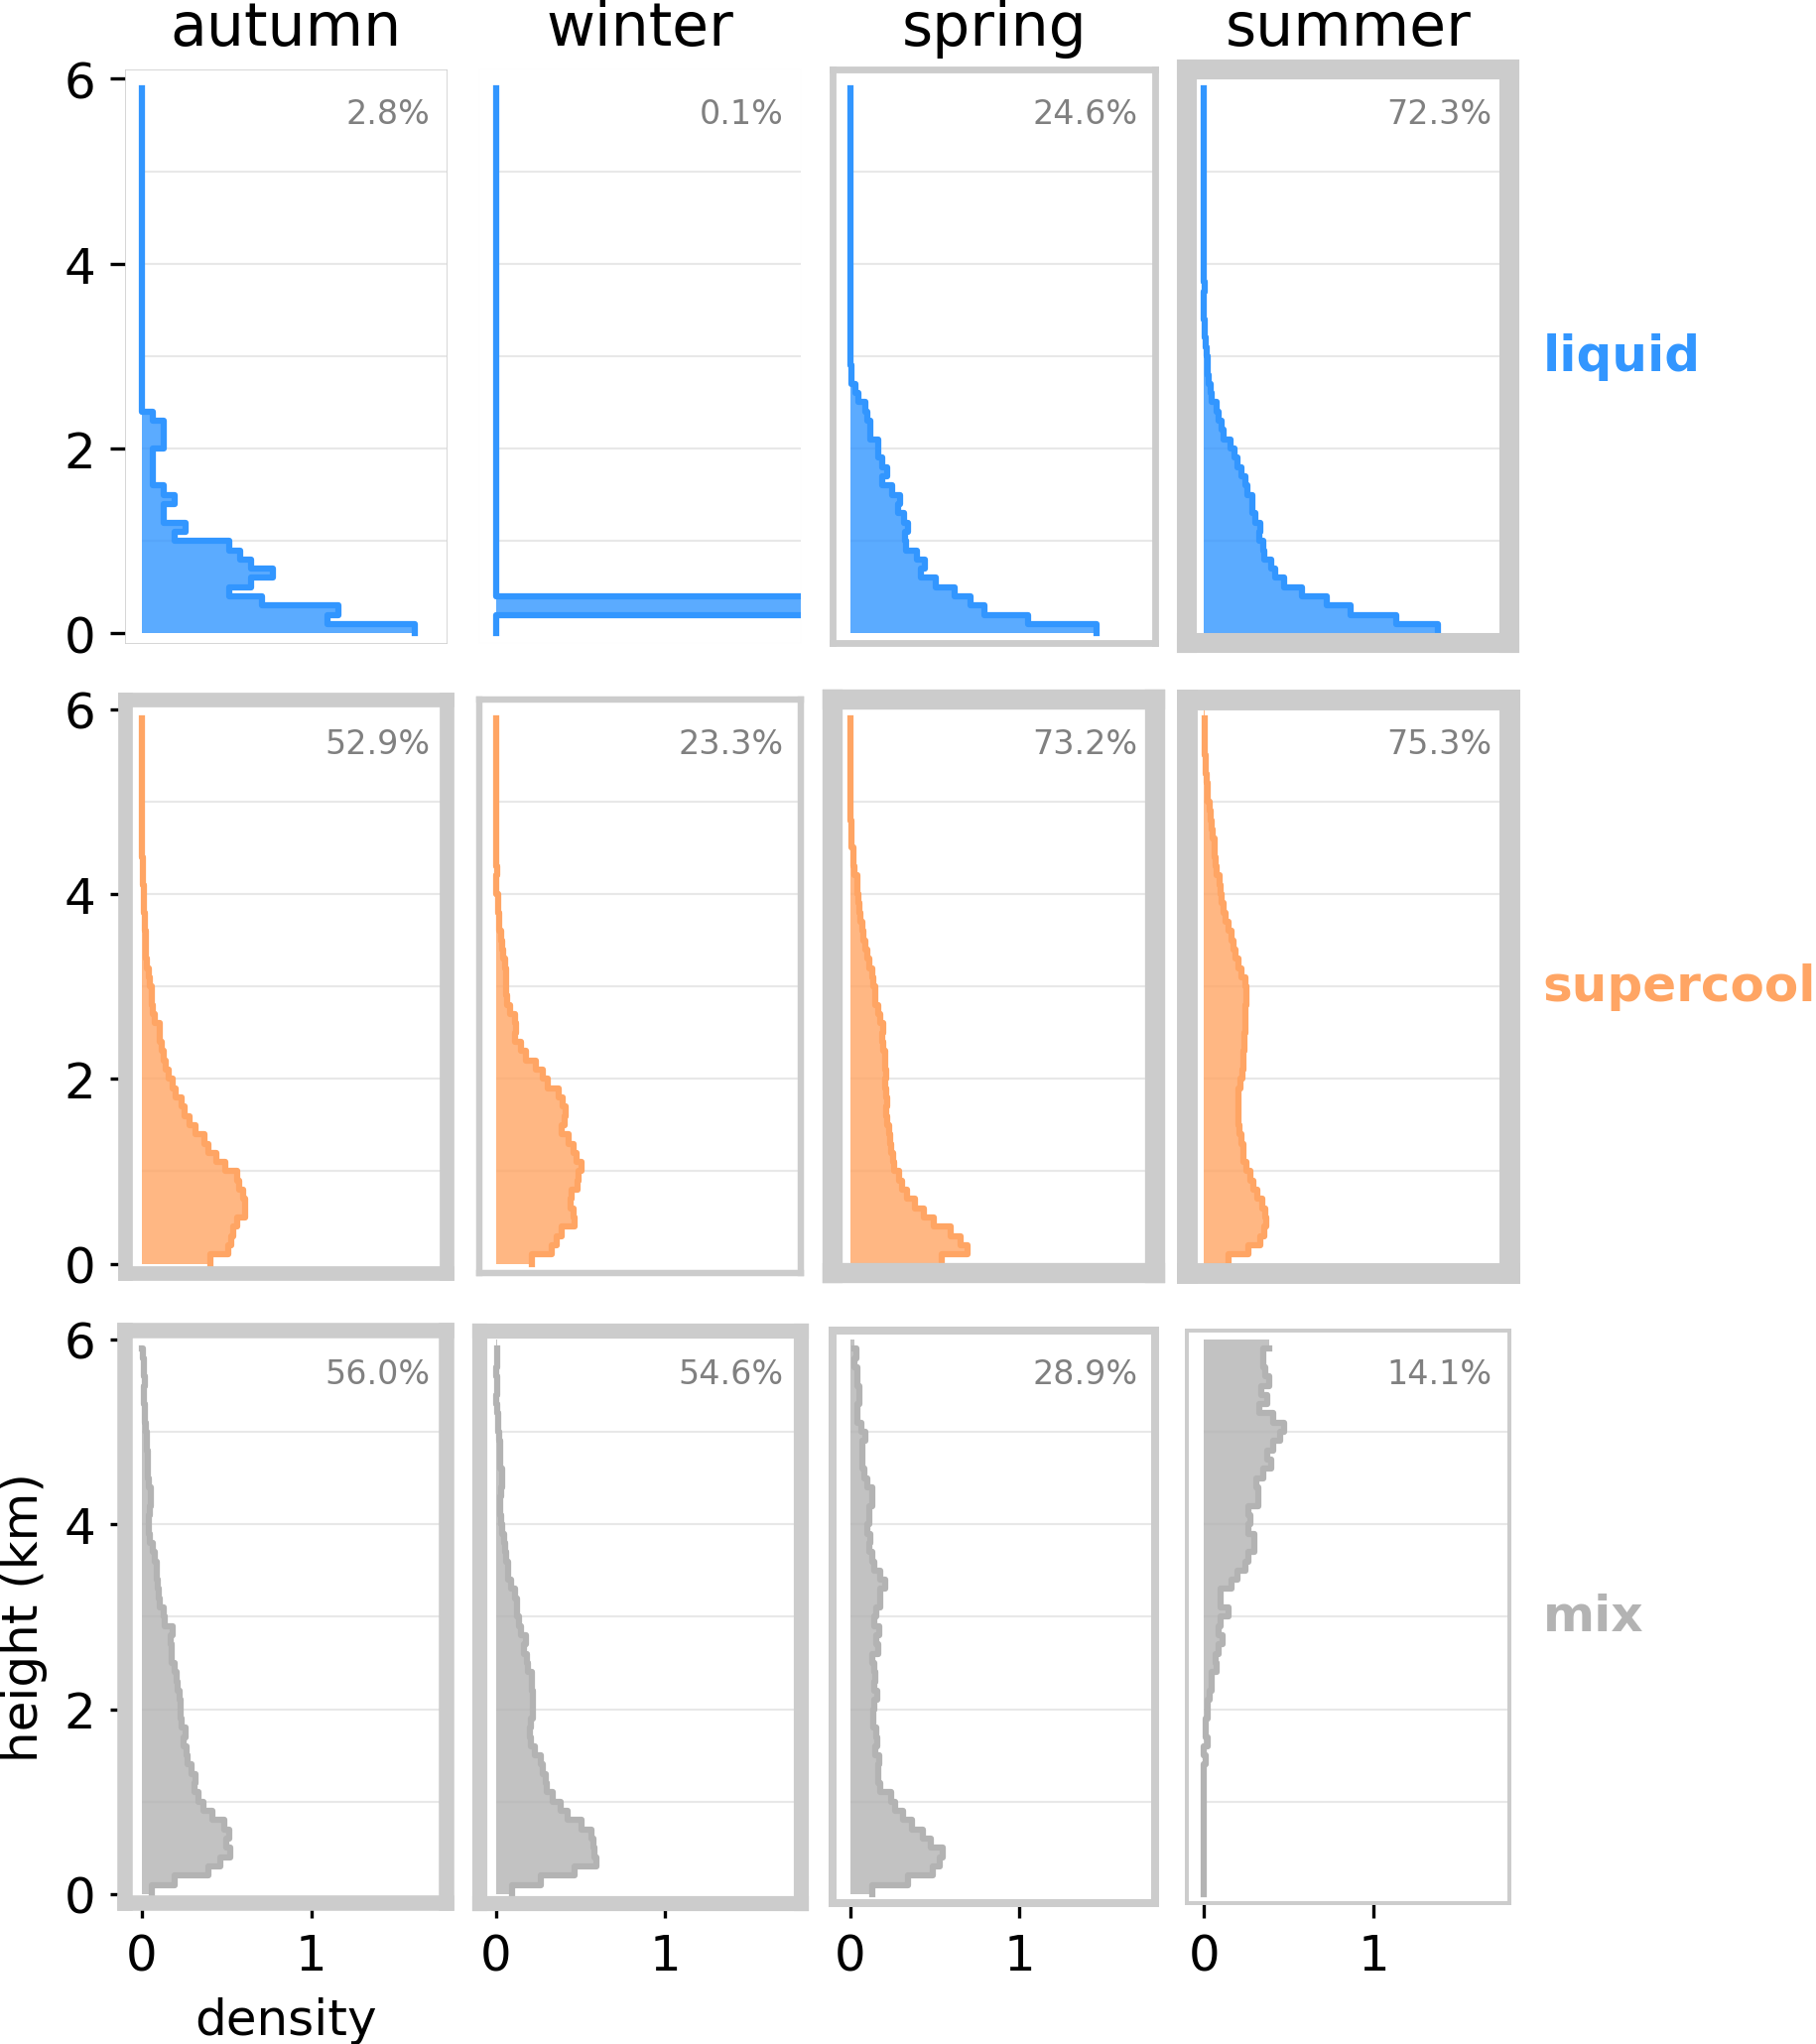 autumn winter spring summer
6 2.8% 0.1% 24.6% 72.3%
4
liquid
2
0
6 52.9% 23.3% 73.2% 75.3%
4
supercool
2
0
6 56.0% 54.6% 28.9% 14.1%
4
mix
height (km)
2
0
0 1 0 1 0 1 0 1
density